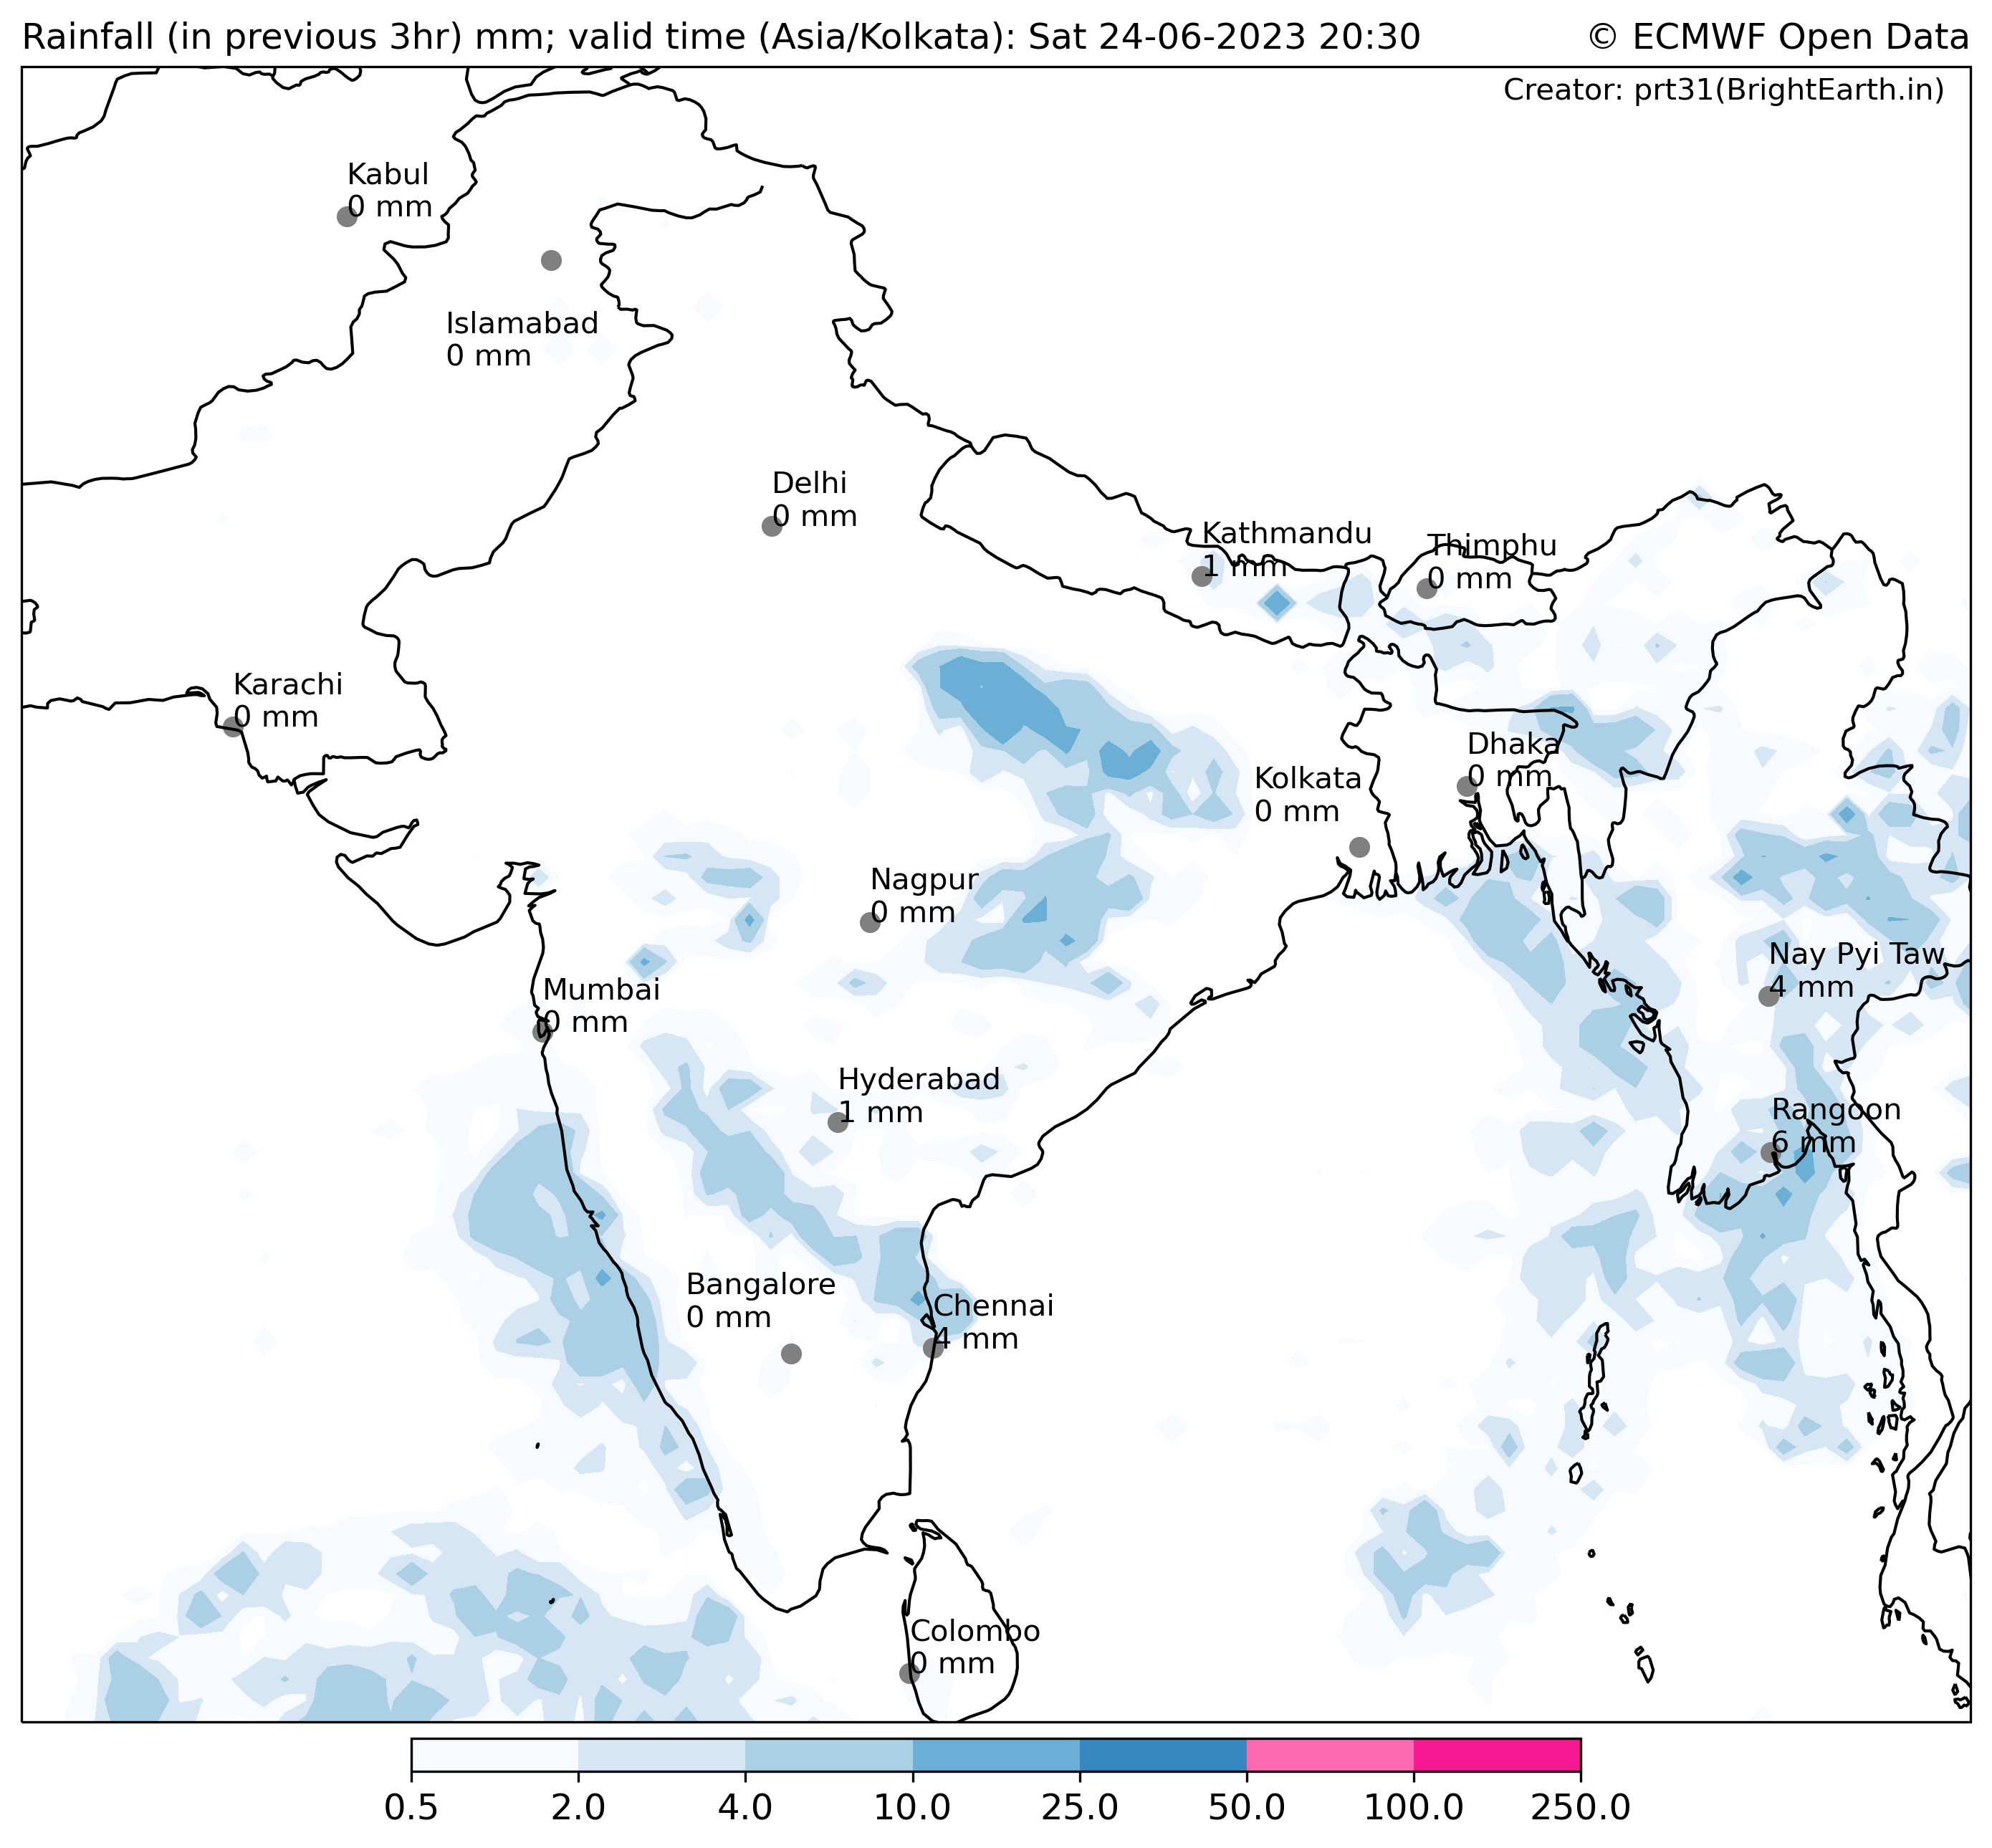 Rainfall (in previous 3hr) mm; valid time (Asia/Kolkata): Sat 24-06-2023 20:30
© ECMWF Open Data
Creator: prt31(BrightEarth.in)
Kabul
0 mm
Islamabad
0 mm
Delhi
0 mm
Kathmandu
1 mm
Thimphu
0 mm
Karachi
0 mm
Dhaka
0 mm
Kolkata
0 mm
Nagpur
0 mm
Nay Pyi Taw
4 mm
Mumbai
0 mm
Hyderabad
1 mm
Rangoon
6 mm
Bangalore
0 mm
Chennai
4 mm
Colombo
0 mm
0.5 2.0 4.0 10.0 25.0 50.0 100.0 250.0